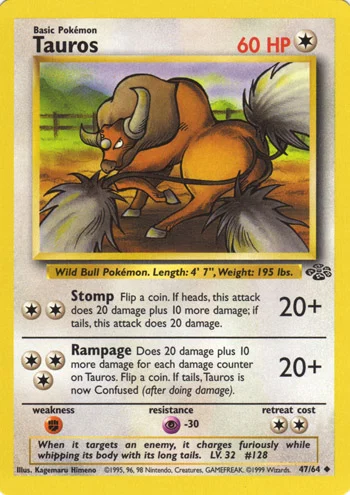 Basic Pokémon
Tauros
60 HP
Wild Bull Pokémon. Length: 4' 7", Weight: 195 lbs.
Stomp Flip a coin. If heads, this attack
does 20 damage plus 10 more damage; if
tails, this attack does 20 damage.
20+
Rampage Does 20 damage plus 10
more damage for each damage counter
on Tauros. Flip a coin. If tails, Tauros is
now Confused (after doing damage).
20+
weakness
resistance
retreat cost
-30
When it targets an enemy, it charges furiously while
whipping its body with its long tails. LV. 32 #128
Illus. Kagemaru Himeno ©1995, 96, 98 Nintendo, Creatures, GAMEFREAK. ©1999 Wizards. 47/64